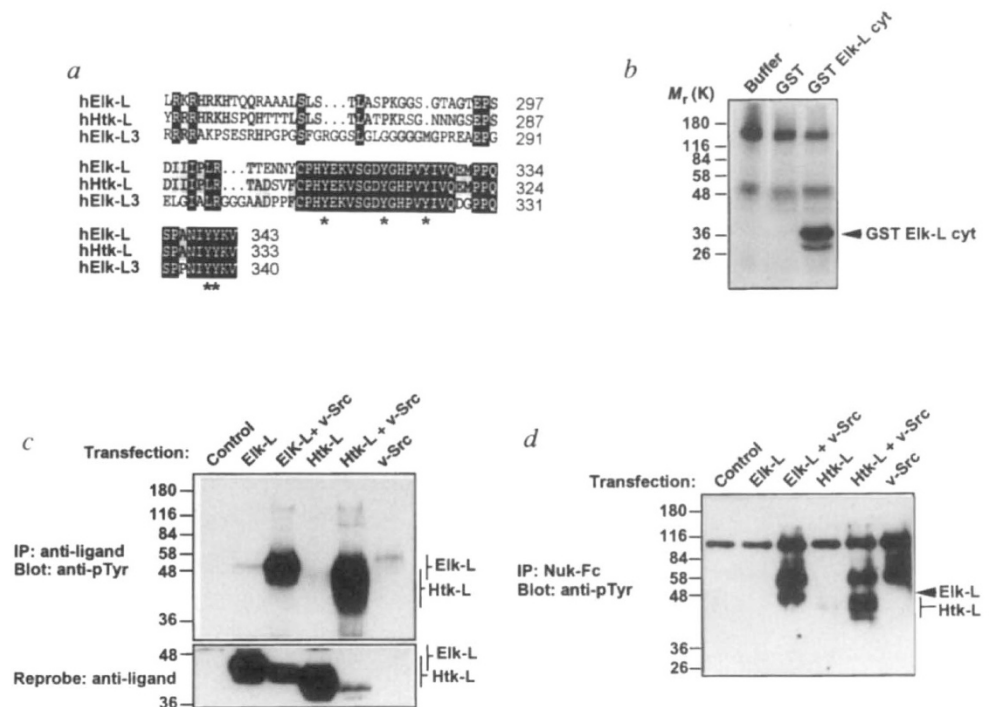 a
hElk-L LRKRHRKHTQQRAAALSLS...TLASPKGGS.GTAGTEPS 297
hHtk-L YRRRHRKHSPQHTTTLSLS...TLATPKRSG.NNNGSEPS 287
hElk-L3 RRRRAKPSESRHPGPGSFGRGGSLGLGGGGGMGPREAEPG 291
hElk-L DIIIPLR...TTENNYCPHYEKVSGDYGHPVYIVQEMPPQ 334
hHtk-L DIIIPLR...TADSVFCPHYEKVSGDYGHPVYIVQEMPPQ 324
hElk-L3 ELGIALRGGGAADPPFCPHYEKVSGDYGHPVYIVQDGPPQ 331
* * *
hElk-L SPANIYYKV 343
hHtk-L SPANIYYKV 333
hElk-L3 SPPNIYYKV 340
**
b
Buffer
GST
GST Elk-L cyt
Mr (K)
180
116
84
58
48
36
26
GST Elk-L cyt
c
Transfection:
Control
Elk-L
ElK-L+ v-Src
Htk-L
Htk-L + v-Src
v-Src
180
116
84
58
48
36
IP: anti-ligand
Blot: anti-pTyr
Elk-L
Htk-L
48
36
Reprobe: anti-ligand
Elk-L
Htk-L
d
Transfection:
Control
Elk-L
Elk-L + v-Src
Htk-L
Htk-L + v-Src
v-Src
180
116
84
58
48
36
26
IP: Nuk-Fc
Blot: anti-pTyr
Elk-L
Htk-L